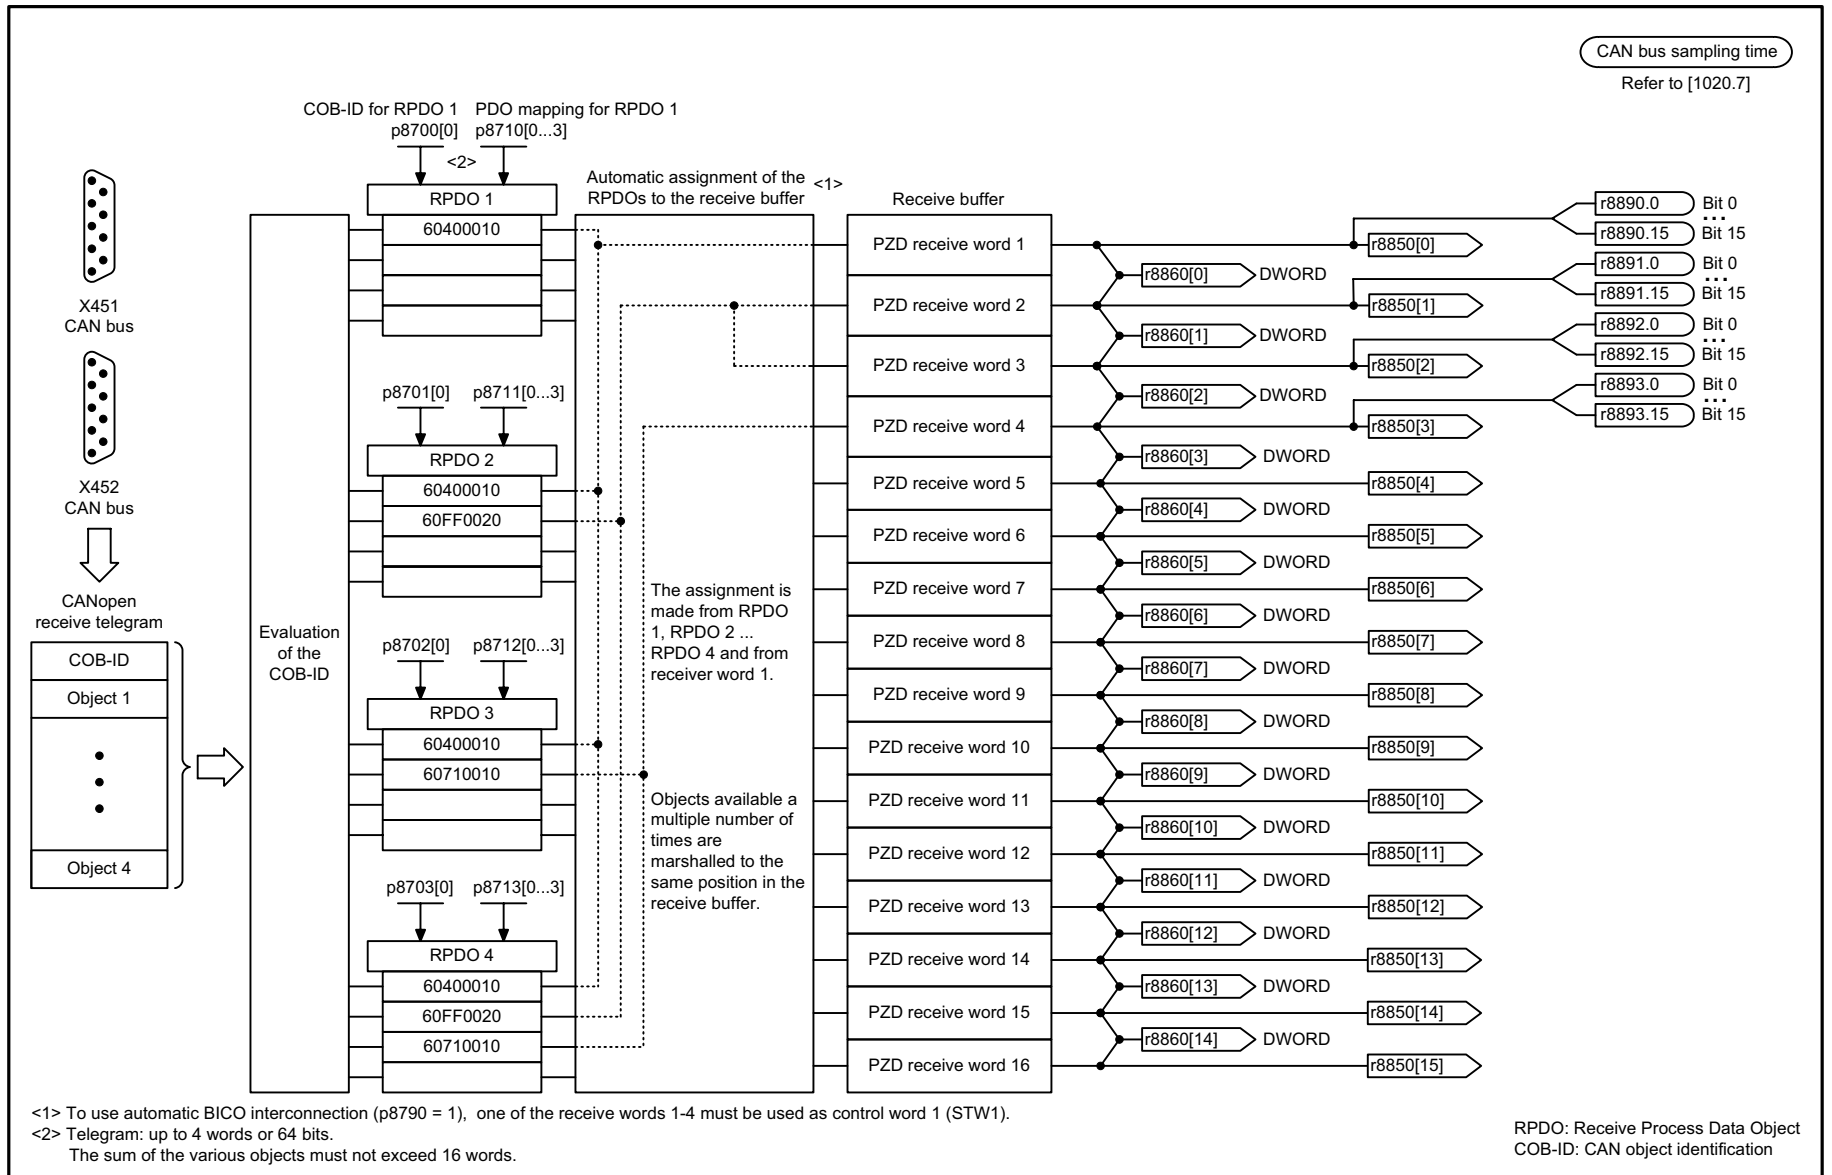 CAN bus sampling time
Refer to [1020.7]
COB-ID for RPDO 1
p8700[0]
PDO mapping for RPDO 1
p8710[0...3]
<2>
X451
CAN bus
X452
CAN bus
CANopen
receive telegram
COB-ID
Object 1
Object 4
Evaluation
of the
COB-ID
RPDO 1
60400010
p8701[0]
p8711[0...3]
RPDO 2
60400010
60FF0020
p8702[0]
p8712[0...3]
RPDO 3
60400010
60710010
p8703[0]
p8713[0...3]
RPDO 4
60400010
60FF0020
60710010
Automatic assignment of the
RPDOs to the receive buffer
<1>
The assignment is
made from RPDO
1, RPDO 2 ...
RPDO 4 and from
receiver word 1.
Objects available a
multiple number of
times are
marshalled to the
same position in the
receive buffer.
Receive buffer
PZD receive word 1
PZD receive word 2
PZD receive word 3
PZD receive word 4
PZD receive word 5
PZD receive word 6
PZD receive word 7
PZD receive word 8
PZD receive word 9
PZD receive word 10
PZD receive word 11
PZD receive word 12
PZD receive word 13
PZD receive word 14
PZD receive word 15
PZD receive word 16
r8860[0] DWORD
r8860[1] DWORD
r8860[2] DWORD
r8860[3] DWORD
r8860[4] DWORD
r8860[5] DWORD
r8860[6] DWORD
r8860[7] DWORD
r8860[8] DWORD
r8860[9] DWORD
r8860[10] DWORD
r8860[11] DWORD
r8860[12] DWORD
r8860[13] DWORD
r8860[14] DWORD
r8850[0]
r8850[1]
r8850[2]
r8850[3]
r8850[4]
r8850[5]
r8850[6]
r8850[7]
r8850[8]
r8850[9]
r8850[10]
r8850[11]
r8850[12]
r8850[13]
r8850[14]
r8850[15]
r8890.0 Bit 0
...
r8890.15 Bit 15
r8891.0 Bit 0
...
r8891.15 Bit 15
r8892.0 Bit 0
...
r8892.15 Bit 15
r8893.0 Bit 0
...
r8893.15 Bit 15
<1> To use automatic BICO interconnection (p8790 = 1), one of the receive words 1-4 must be used as control word 1 (STW1).
<2> Telegram: up to 4 words or 64 bits.
The sum of the various objects must not exceed 16 words.
RPDO: Receive Process Data Object
COB-ID: CAN object identification